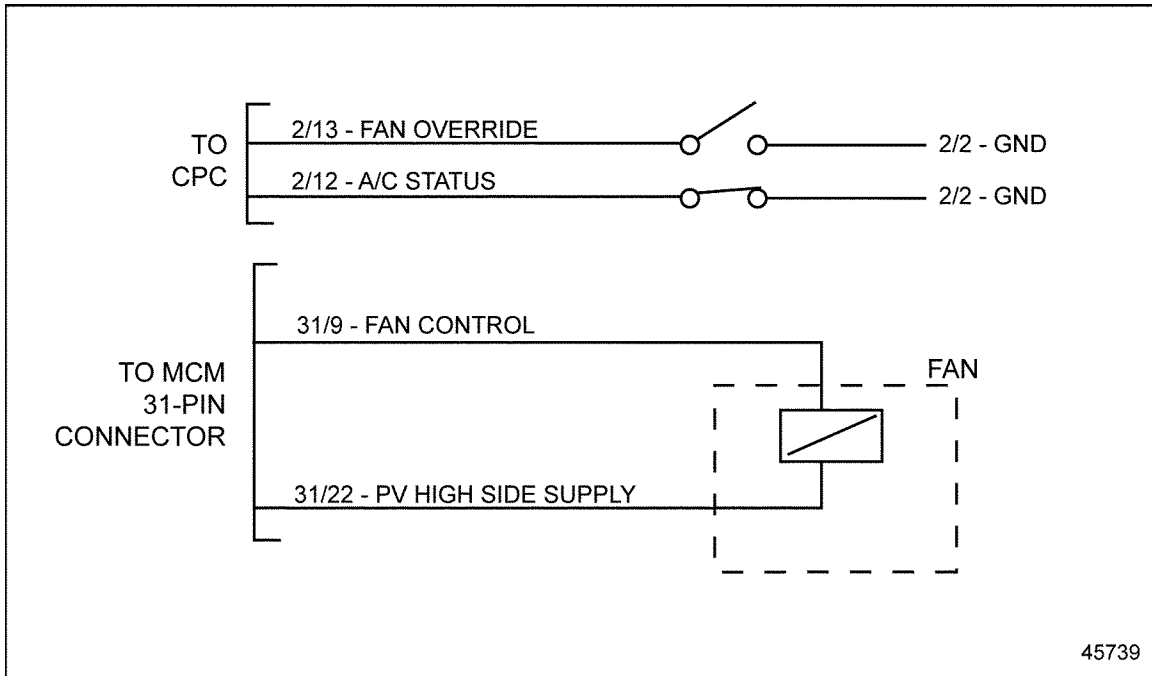 TO
CPC
2/13 - FAN OVERRIDE
2/2 - GND
2/12 - A/C STATUS
2/2 - GND
TO MCM
31-PIN
CONNECTOR
31/9 - FAN CONTROL
FAN
31/22 - PV HIGH SIDE SUPPLY
45739